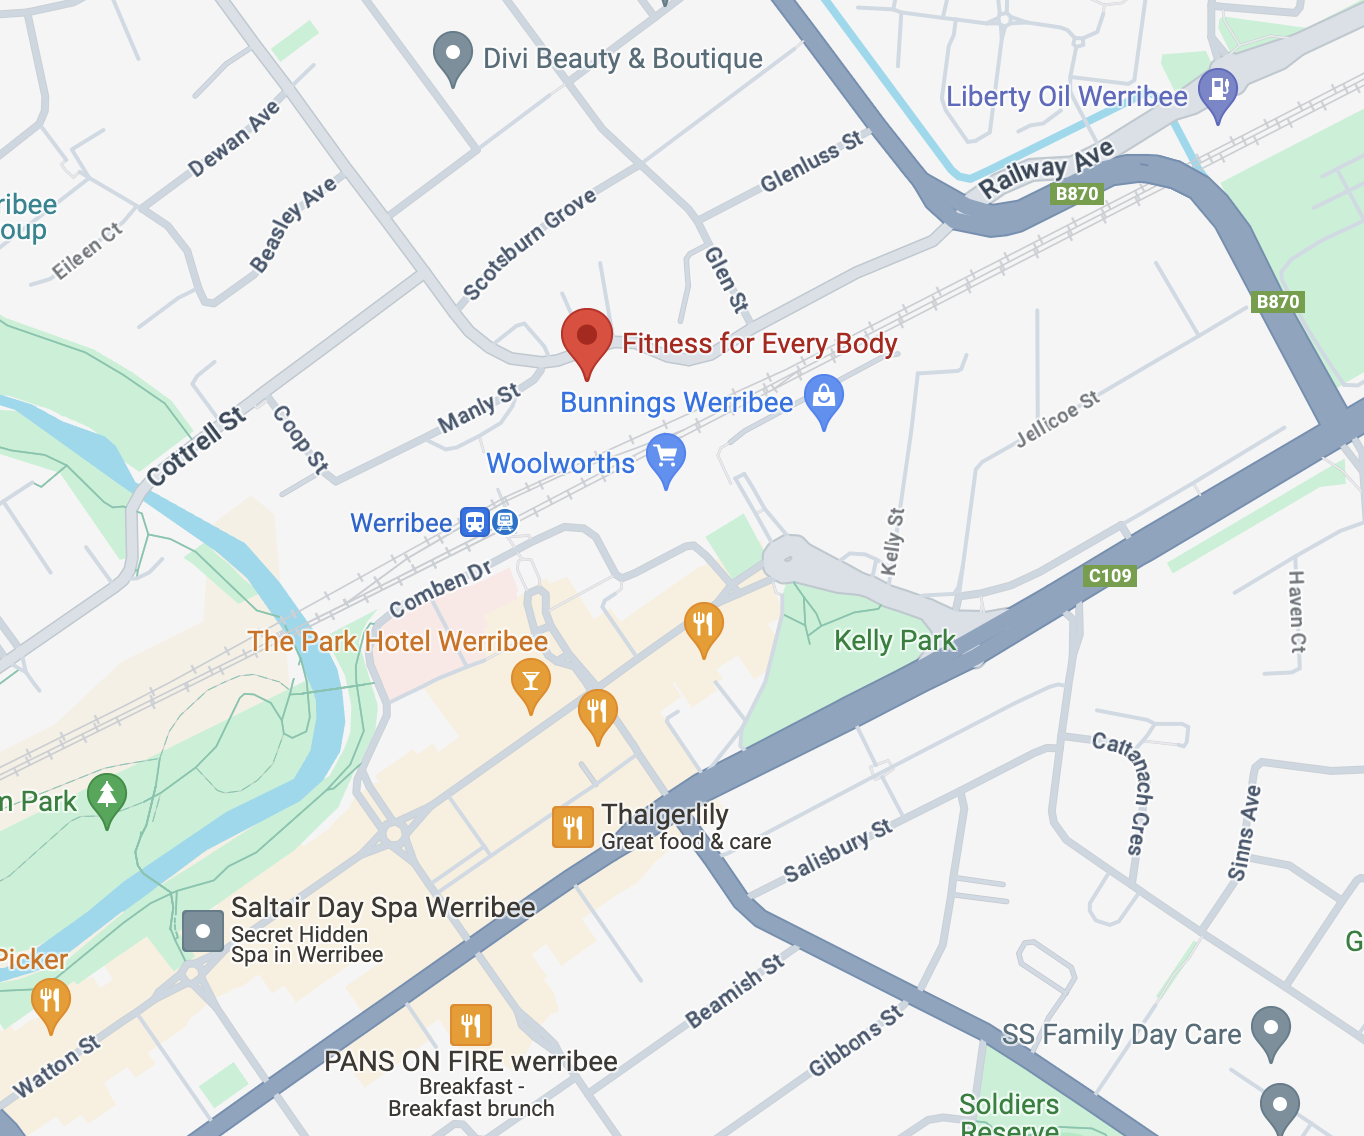 Divi Beauty & Boutique
Liberty Oil Werribee
Dewan Ave
Glenluss St
Railway Ave
B870
ribee
oup
Eileen Ct
Beasley Ave
Scotsburn Grove
Glen St
B870
Fitness for Every Body
Bunnings Werribee
Manly St
Cottrell St
Coop St
Jellicoe St
Woolworths
Werribee
Kelly St
Comben Dr
C109
Haven Ct
The Park Hotel Werribee
Kelly Park
Cattanach Cres
m Park
Thaigerlily
Great food & care
Salisbury St
Sinns Ave
Saltair Day Spa Werribee
Secret Hidden
Spa in Werribee
Picker
G
Beamish St
Gibbons St
SS Family Day Care
Watton St
PANS ON FIRE werribee
Breakfast -
Breakfast brunch
Soldiers
Reserve